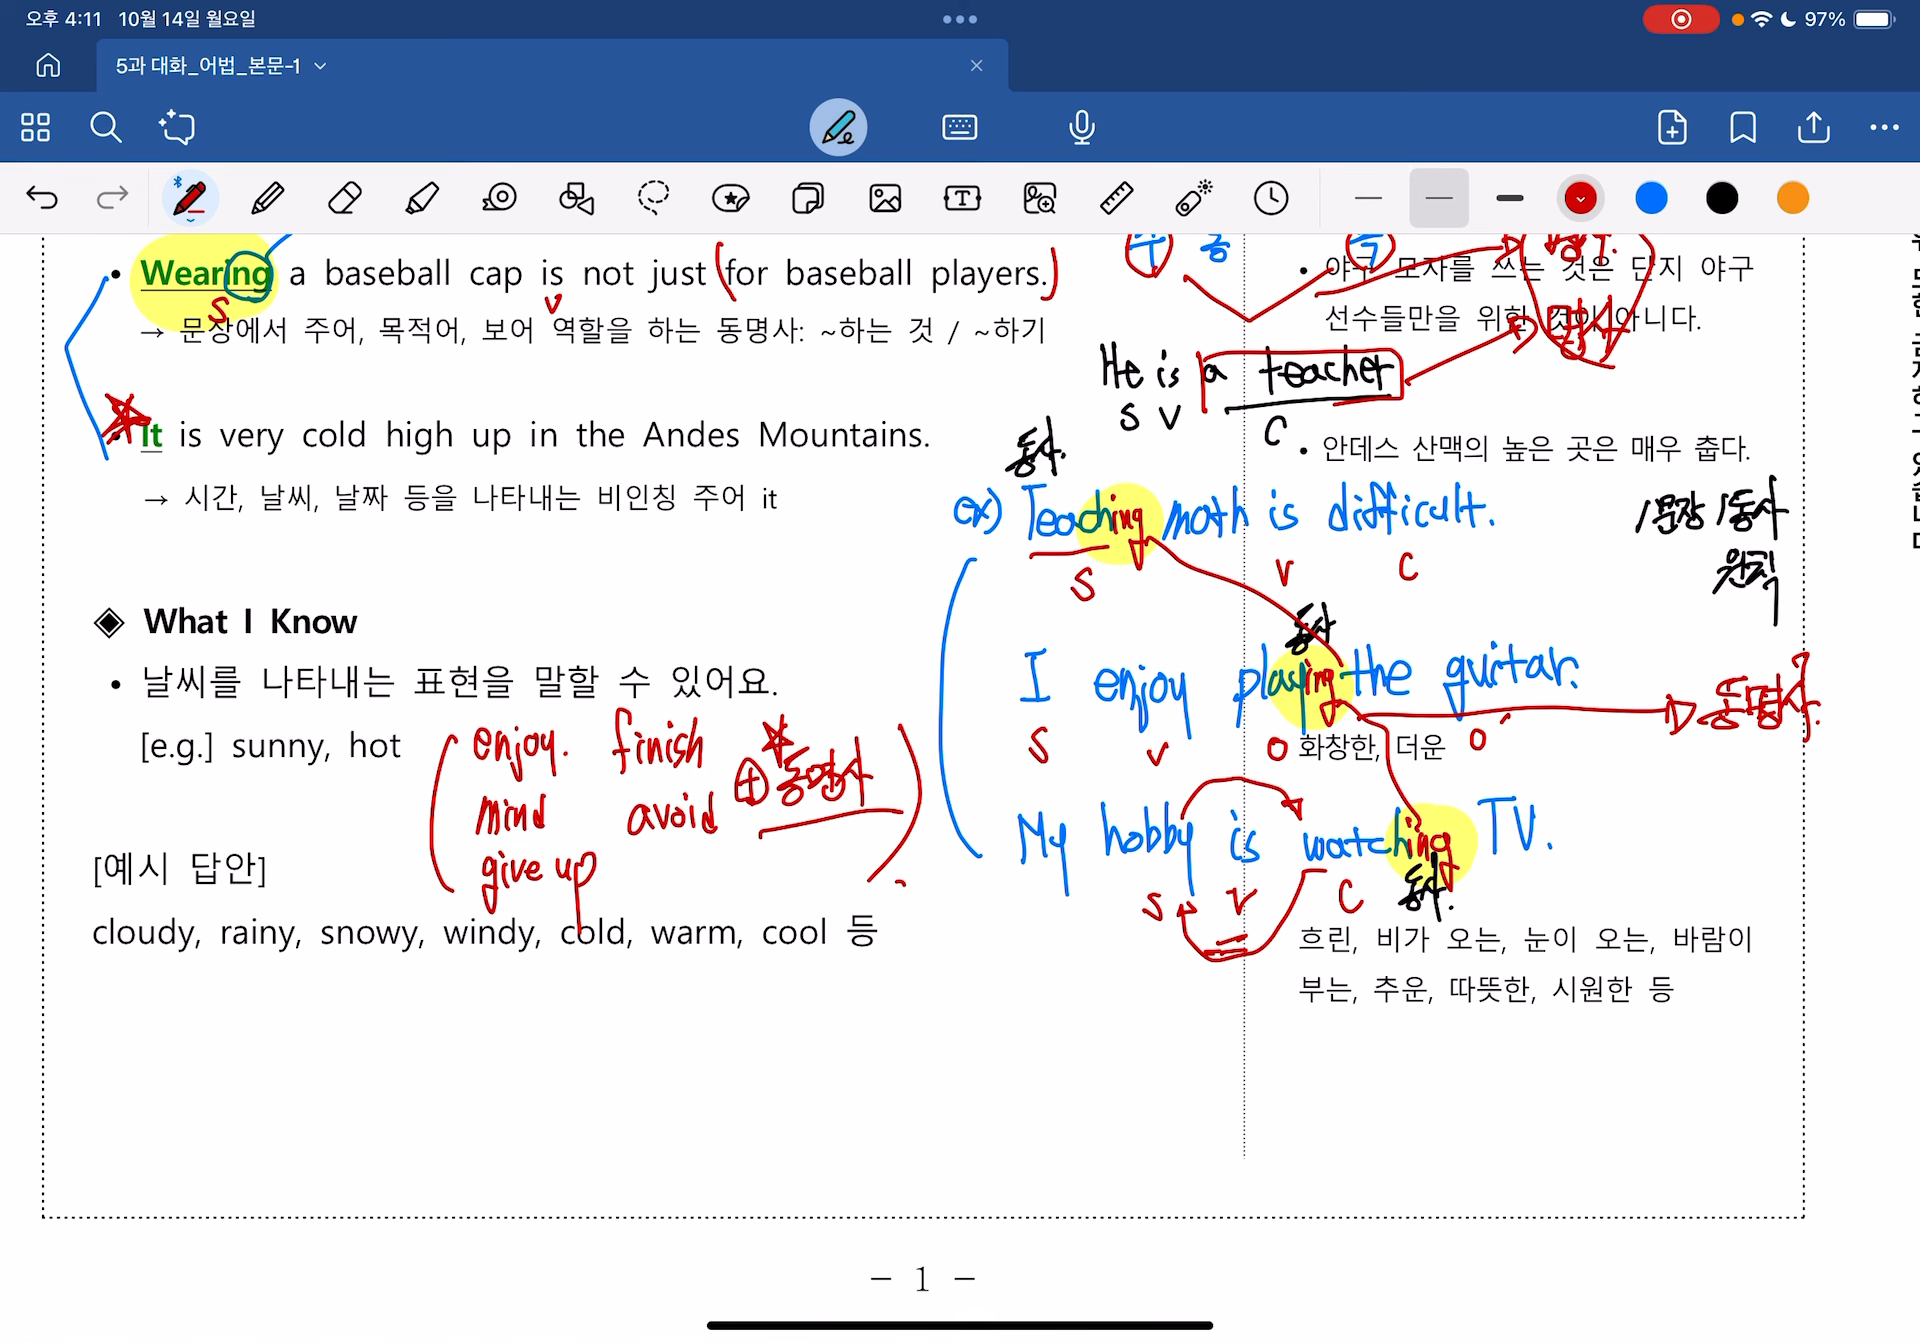 오후 4:11 10월 14일 월요일
97%
5과 대화_어법_본문-1
• Wearing a baseball cap is not just (for baseball players.)
S V
→ 문장에서 주어, 목적어, 보어 역할을 하는 동명사: ~하는 것 / ~하기
• 야구 모자를 쓰는 것은 단지 야구
선수들만을 위한 것이 아니다.
명사
He is a teacher
S V C
• It is very cold high up in the Andes Mountains.
→ 시간, 날씨, 날짜 등을 나타내는 비인칭 주어 it
• 안데스 산맥의 높은 곳은 매우 춥다.
동사.
ex) Teaching math is difficult.
S V C
1문장 1동사
원칙
◈ What I Know
• 날씨를 나타내는 표현을 말할 수 있어요.
[e.g.] sunny, hot
동사
I enjoy playing the guitar.
S V O O
동명사
화창한, 더운
enjoy. finish
mind avoid
give up
⊕ 동명사
My hobby is watching TV.
S V C 동사.
[예시 답안]
cloudy, rainy, snowy, windy, cold, warm, cool 등
흐린, 비가 오는, 눈이 오는, 바람이
부는, 추운, 따뜻한, 시원한 등
- 1 -